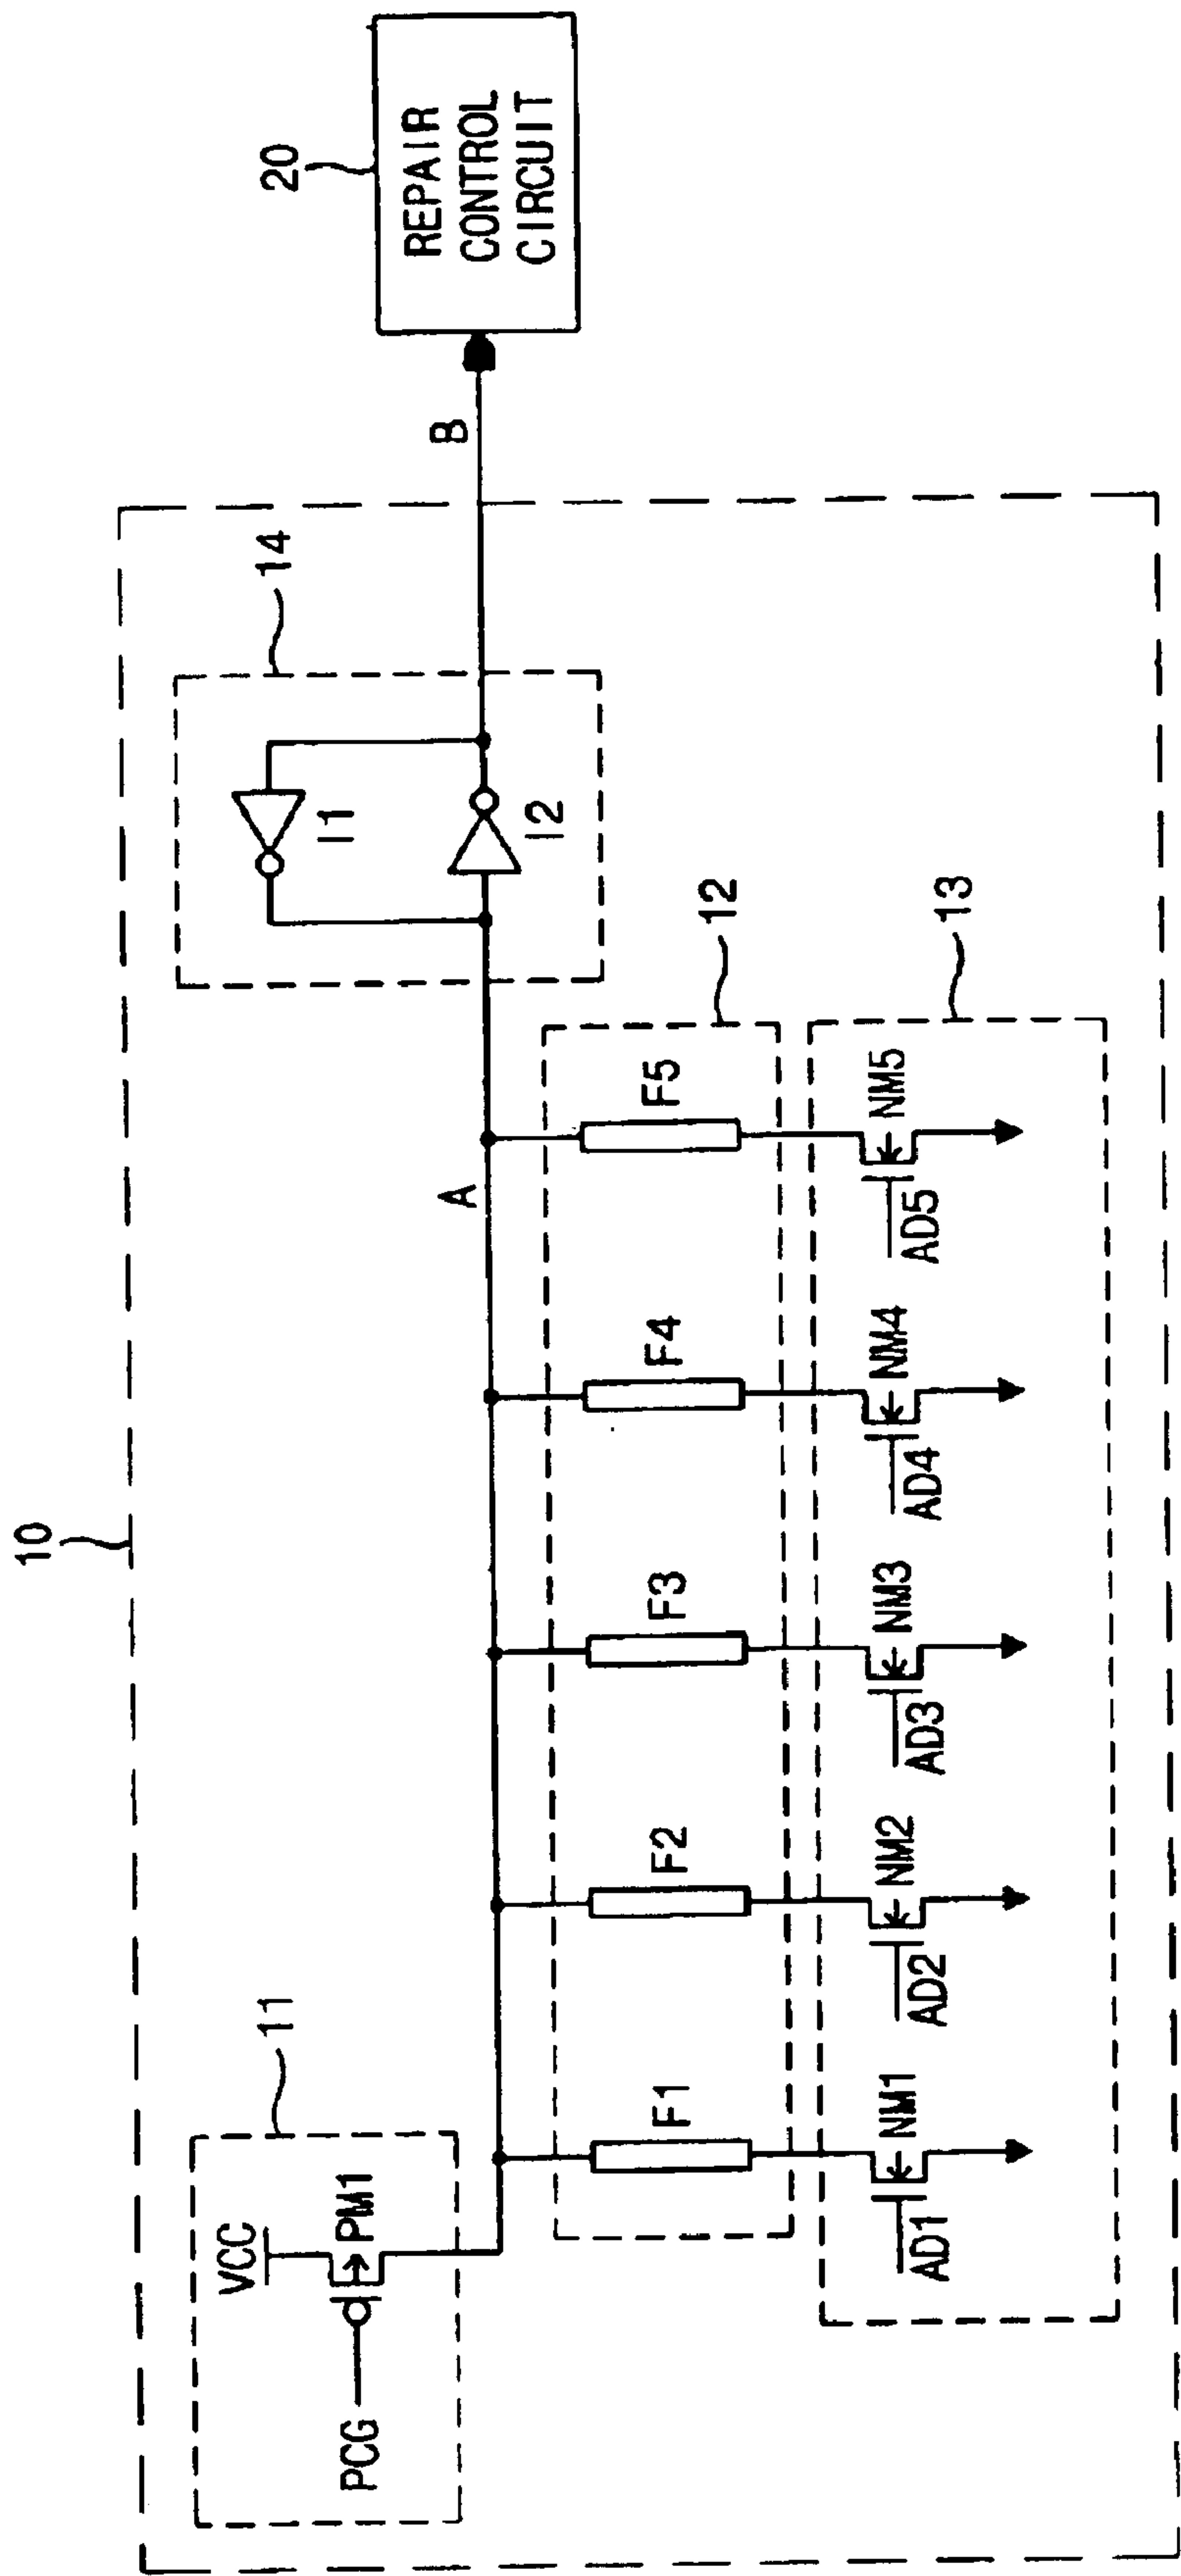 10
11
VCC
PCG
PM1
A
14
I1
I2
B
20
REPAIR
CONTROL
CIRCUIT
12
F1
F2
F3
F4
F5
13
AD1
NM1
AD2
NM2
AD3
NM3
AD4
NM4
AD5
NM5